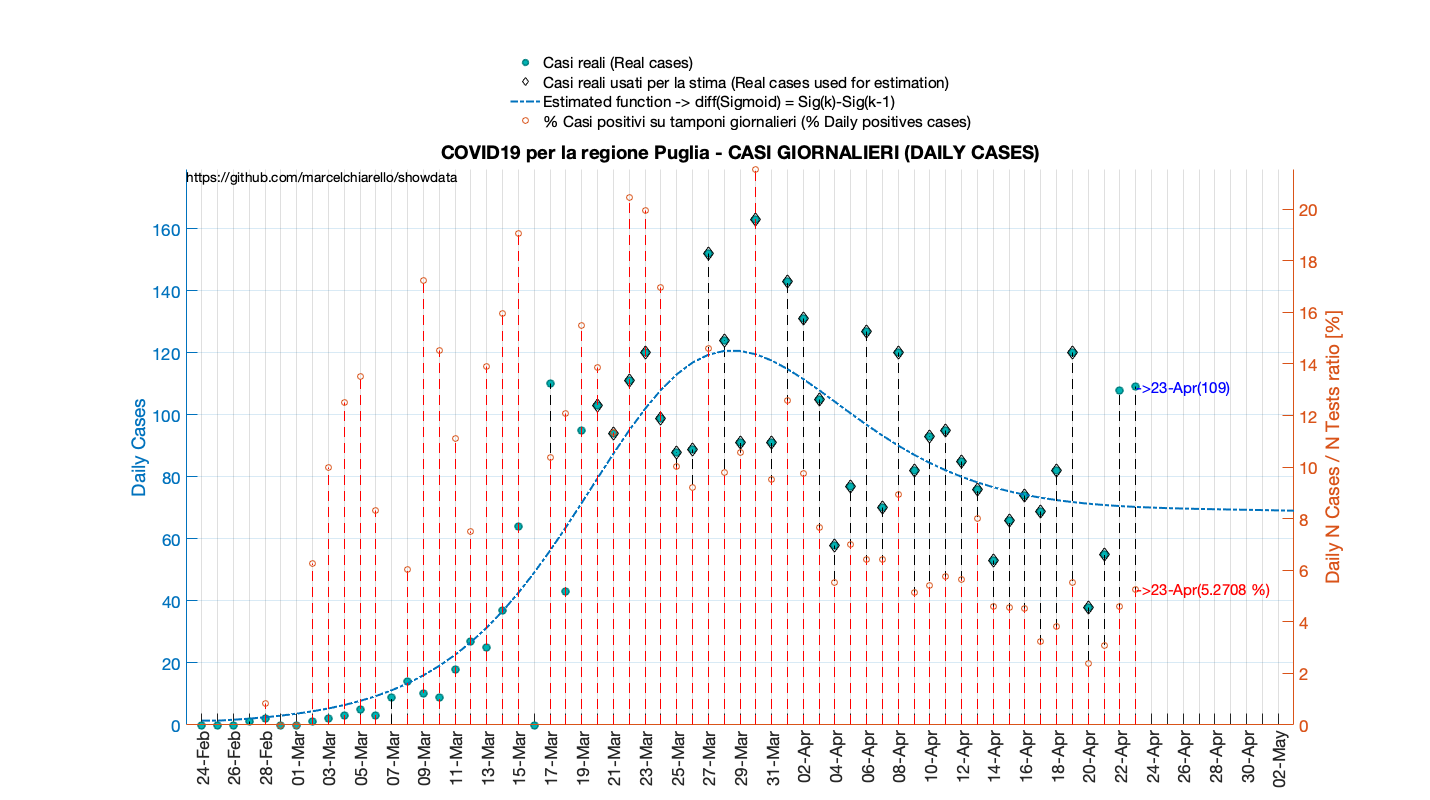 Casi reali (Real cases)
Casi reali usati per la stima (Real cases used for estimation)
Estimated function -> diff(Sigmoid) = Sig(k)-Sig(k-1)
% Casi positivi su tamponi giornalieri (% Daily positives cases)
COVID19 per la regione Puglia - CASI GIORNALIERI (DAILY CASES)
https://github.com/marcelchiarello/showdata
Daily Cases
160
140
120
100
80
60
40
20
0
->23-Apr(109)
->23-Apr(5.2708 %)
20
18
16
14
12
10
8
6
4
2
0
Daily N Cases / N Tests ratio [%]
24-Feb
26-Feb
28-Feb
01-Mar
03-Mar
05-Mar
07-Mar
09-Mar
11-Mar
13-Mar
15-Mar
17-Mar
19-Mar
21-Mar
23-Mar
25-Mar
27-Mar
29-Mar
31-Mar
02-Apr
04-Apr
06-Apr
08-Apr
10-Apr
12-Apr
14-Apr
16-Apr
18-Apr
20-Apr
22-Apr
24-Apr
26-Apr
28-Apr
30-Apr
02-May